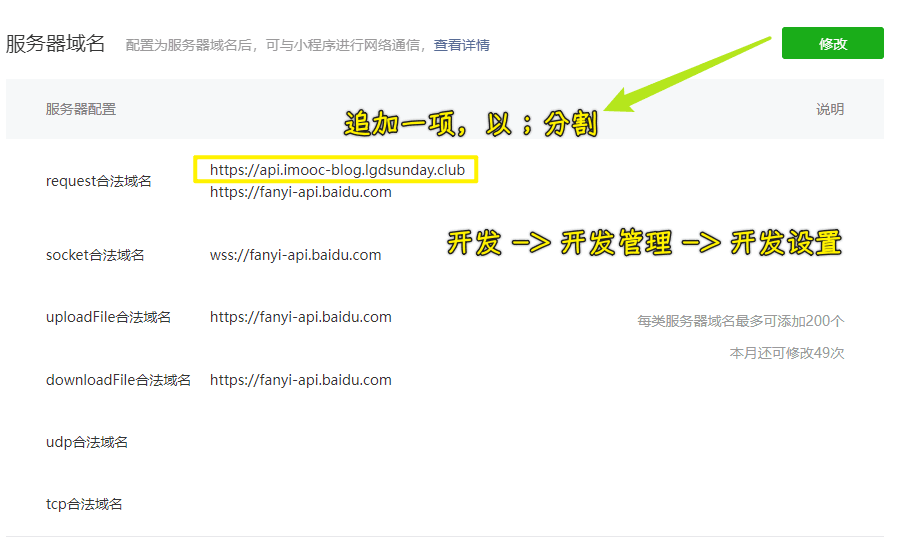 服务器域名 配置为服务器域名后，可与小程序进行网络通信，查看详情 修改
服务器配置 说明
追加一项，以；分割
request合法域名 https://api.imooc-blog.lgdsunday.club
https://fanyi-api.baidu.com
开发 —> 开发管理 —> 开发设置
socket合法域名 wss://fanyi-api.baidu.com
uploadFile合法域名 https://fanyi-api.baidu.com
每类服务器域名最多可添加200个
本月还可修改49次
downloadFile合法域名 https://fanyi-api.baidu.com
udp合法域名
tcp合法域名